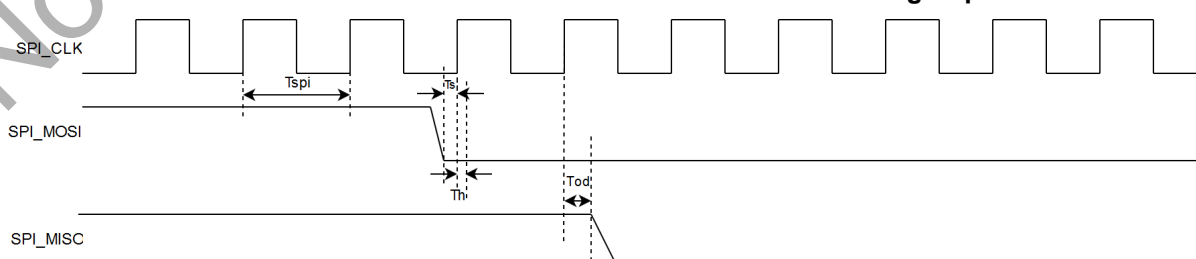 SPI_CLK
Tspi
Ts
SPI_MOSI
Th
Tod
SPI_MISO